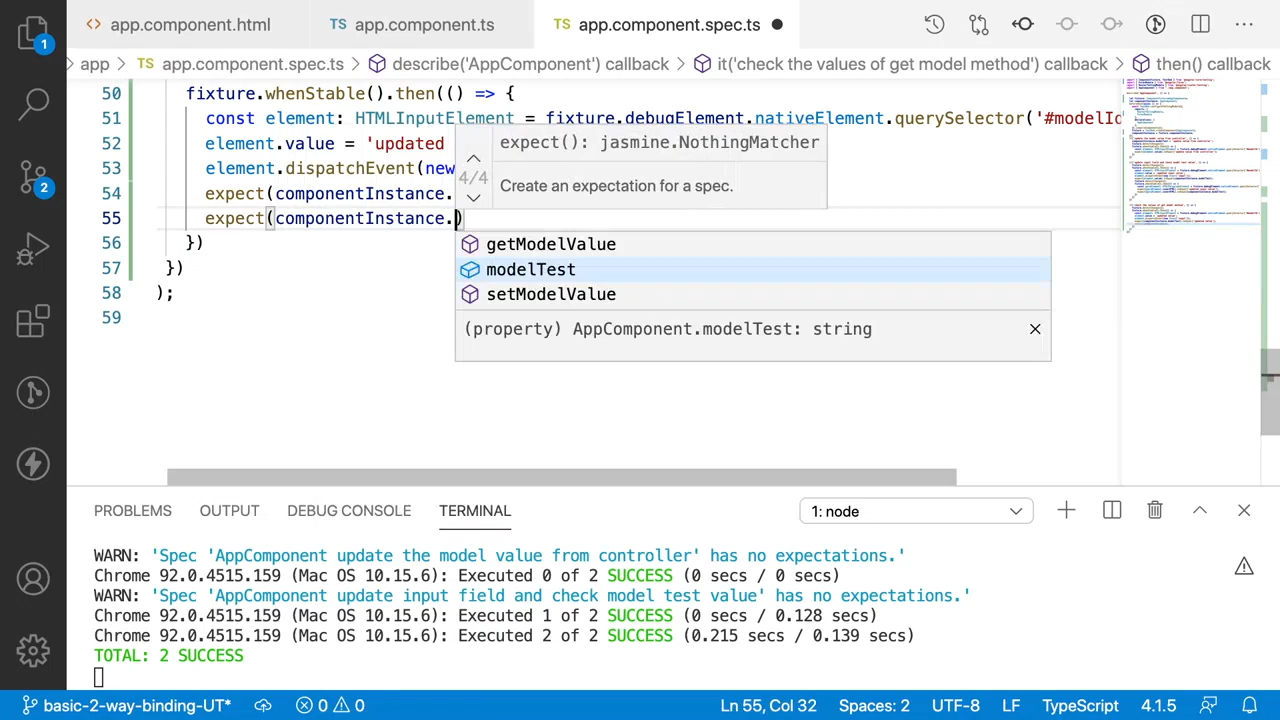 app.component.html TS app.component.ts TS app.component.spec.ts
app > TS app.component.spec.ts > describe('AppComponent') callback > it('check the values of get model method') callback > then() callback
1
2
50 fixture.whenStable().the (() => {
51 const element: HTMLInputElement = fixture.debugElement.nativeElement.querySelector('#modelId
52 element.value = 'updated
53 element.dispatchEvent(new
54 expect(componentInstance
55 expect(componentInstance.)
56 })
57 })
58 );
59
expect(): jasmine.NothingMatcher
Create an expectation for a spec.
getModelValue
modelTest
setModelValue
(property) AppComponent.modelTest: string
PROBLEMS OUTPUT DEBUG CONSOLE TERMINAL 1: node
WARN: 'Spec 'AppComponent update the model value from controller' has no expectations.'
Chrome 92.0.4515.159 (Mac OS 10.15.6): Executed 0 of 2 SUCCESS (0 secs / 0 secs)
WARN: 'Spec 'AppComponent update input field and check model test value' has no expectations.'
Chrome 92.0.4515.159 (Mac OS 10.15.6): Executed 1 of 2 SUCCESS (0 secs / 0.128 secs)
Chrome 92.0.4515.159 (Mac OS 10.15.6): Executed 2 of 2 SUCCESS (0.215 secs / 0.139 secs)
TOTAL: 2 SUCCESS
basic-2-way-binding-UT* 0 0 Ln 55, Col 32 Spaces: 2 UTF-8 LF TypeScript 4.1.5